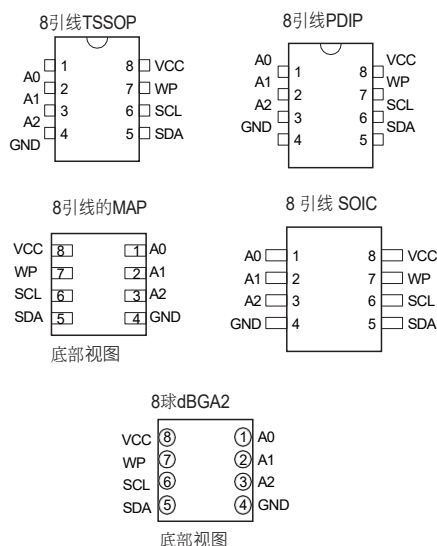 8引线TSSOP
A0 1 8 VCC
A1 2 7 WP
A2 3 6 SCL
GND 4 5 SDA
8引线PDIP
A0 1 8 VCC
A1 2 7 WP
A2 3 6 SCL
GND 4 5 SDA
8引线的MAP
VCC 8 1 A0
WP 7 2 A1
SCL 6 3 A2
SDA 5 4 GND
底部视图
8 引线 SOIC
A0 1 8 VCC
A1 2 7 WP
A2 3 6 SCL
GND 4 5 SDA
8球dBGA2
VCC 8 1 A0
WP 7 2 A1
SCL 6 3 A2
SDA 5 4 GND
底部视图